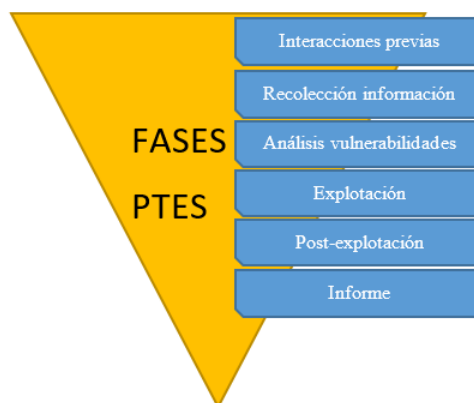 FASES
PTES
Interacciones previas
Recolección información
Análisis vulnerabilidades
Explotación
Post-explotación
Informe